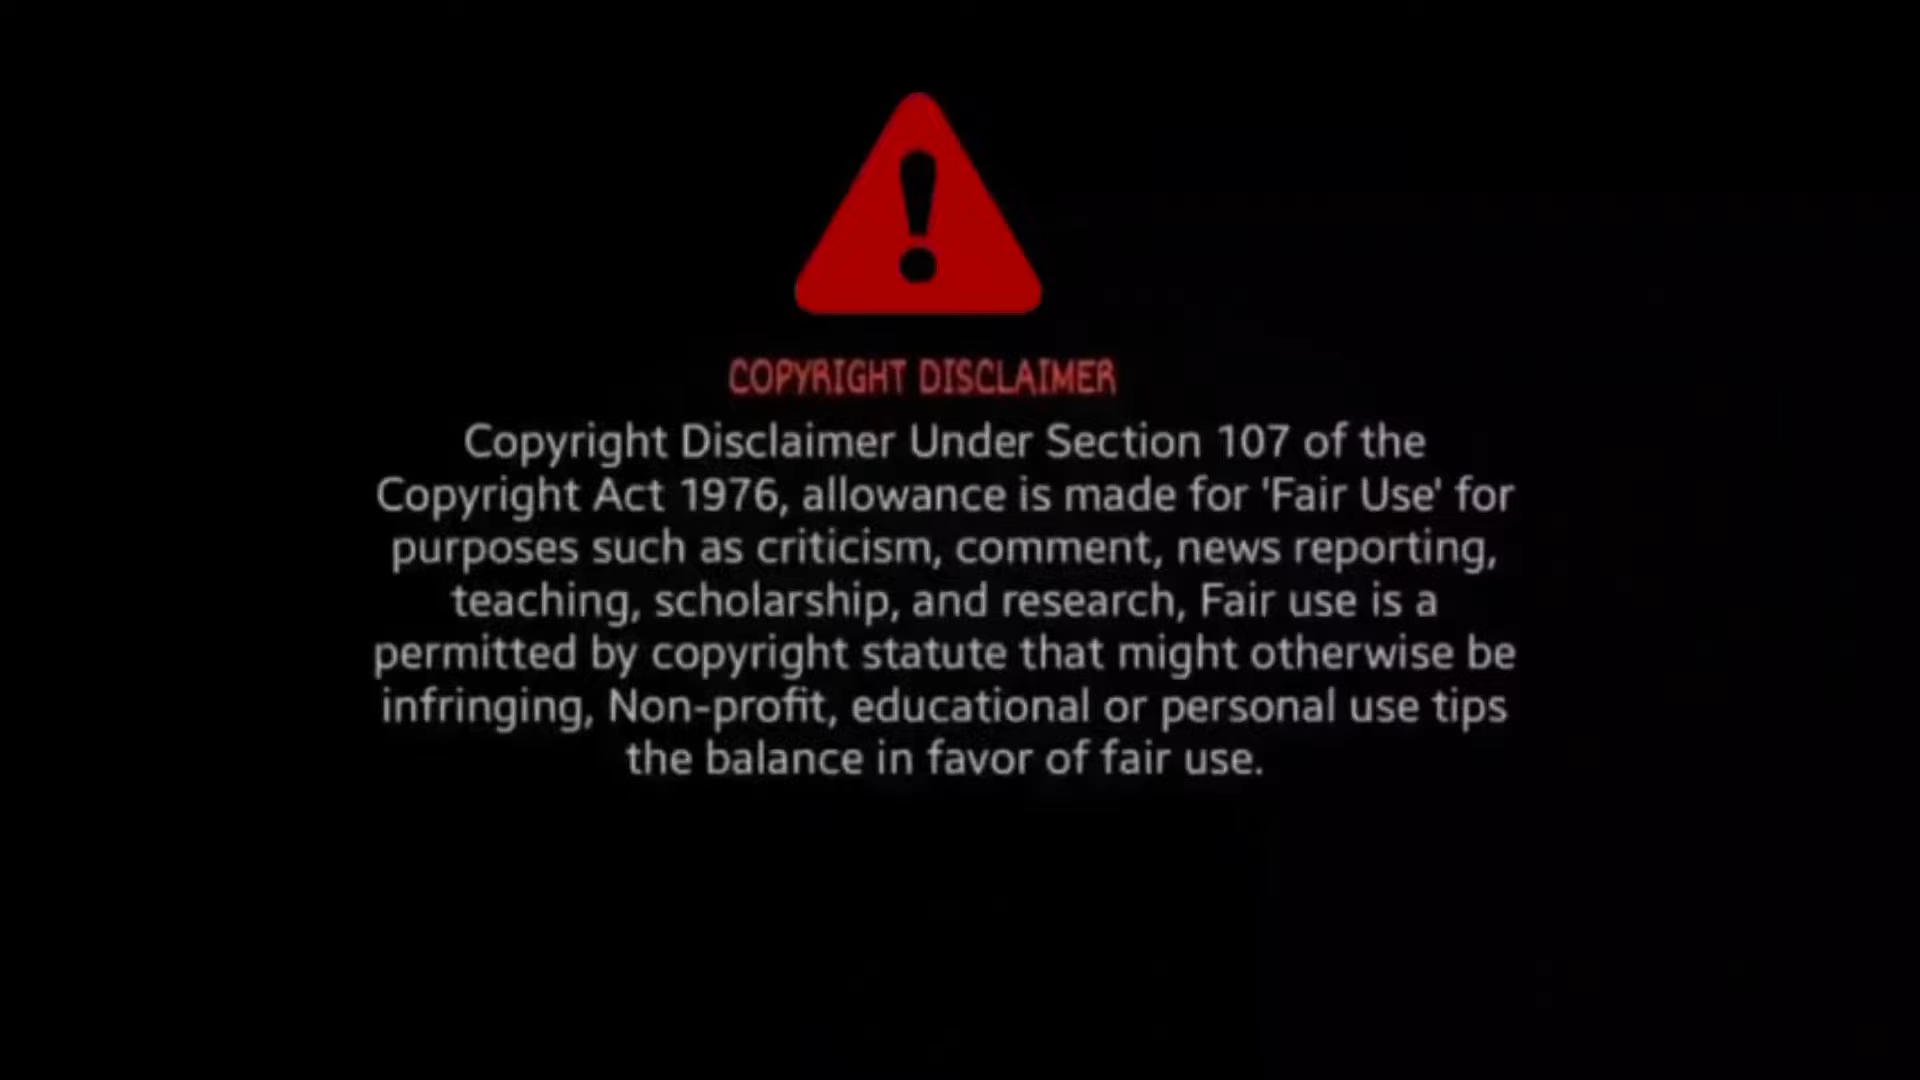 COPYRIGHT DISCLAIMER
Copyright Disclaimer Under Section 107 of the
Copyright Act 1976, allowance is made for 'Fair Use' for
purposes such as criticism, comment, news reporting,
teaching, scholarship, and research, Fair use is a
permitted by copyright statute that might otherwise be
infringing, Non-profit, educational or personal use tips
the balance in favor of fair use.